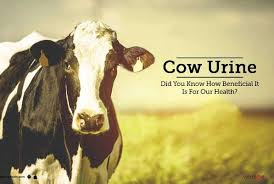 Cow Urine
Did You Know How Beneficial It
Is For Our Health?